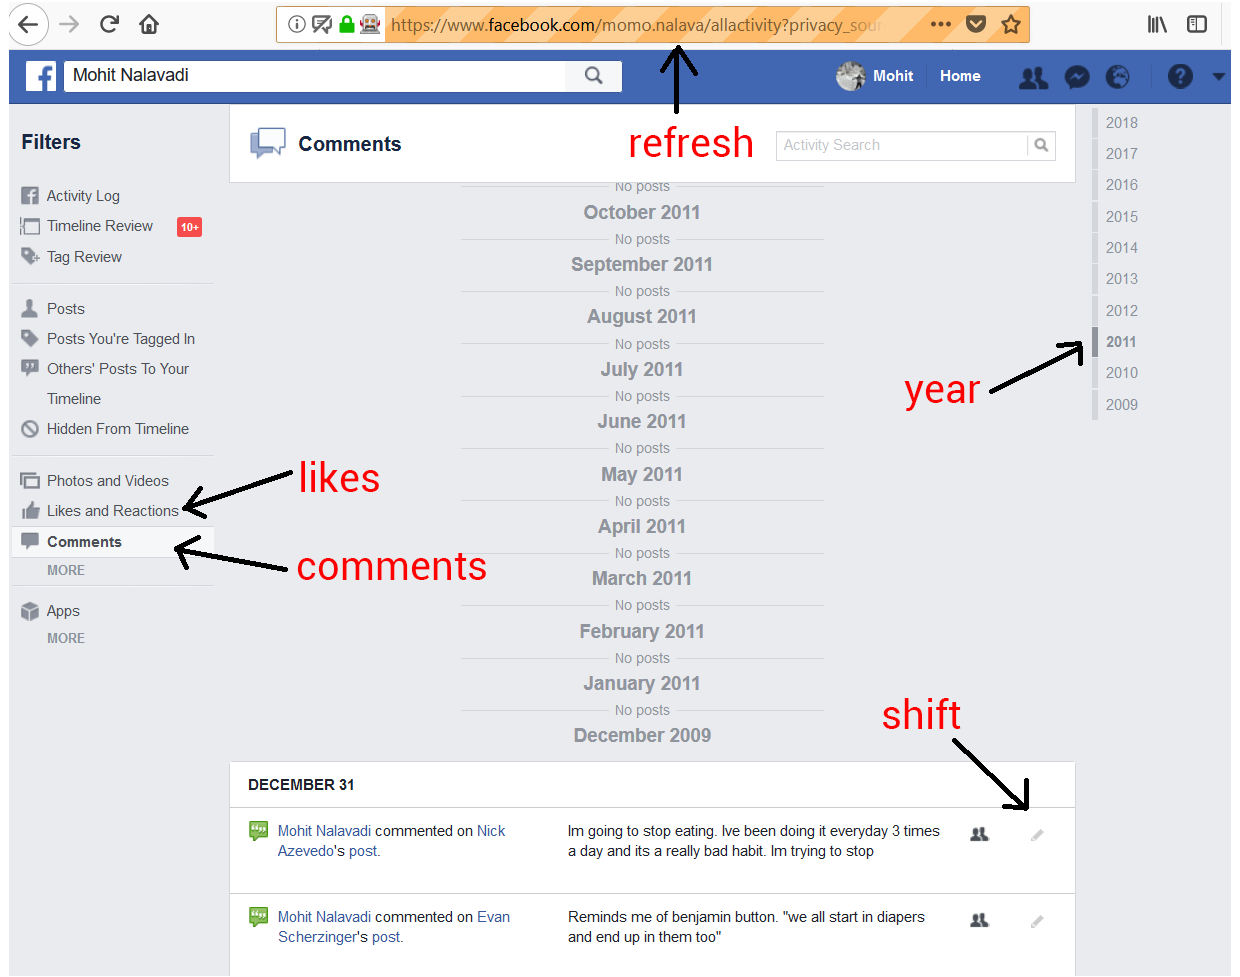 https://www.facebook.com/momo.nalava/allactivity?privacy_sour
Mohit Nalavadi
Mohit
Home
refresh
Filters
Activity Log
Timeline Review 10+
Tag Review
Posts
Posts You're Tagged In
Others' Posts To Your
Timeline
Hidden From Timeline
Photos and Videos
Likes and Reactions
Comments
MORE
Apps
MORE
likes
comments
Comments
Activity Search
No posts
October 2011
No posts
September 2011
No posts
August 2011
No posts
July 2011
No posts
June 2011
No posts
May 2011
No posts
April 2011
No posts
March 2011
No posts
February 2011
No posts
January 2011
No posts
December 2009
DECEMBER 31
Mohit Nalavadi commented on Nick
Azevedo's post.
Im going to stop eating. Ive been doing it everyday 3 times
a day and its a really bad habit. Im trying to stop
Mohit Nalavadi commented on Evan
Scherzinger's post.
Reminds me of benjamin button. "we all start in diapers
and end up in them too"
2018
2017
2016
2015
2014
2013
2012
2011
2010
2009
year
shift